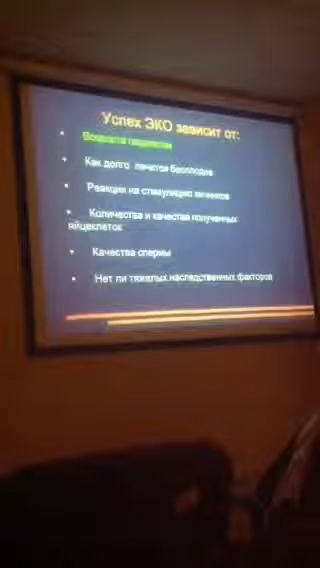 Успех ЭКО зависит от:
• Возраста пациентки
• Как долго лечится бесплодие
• Реакции на стимуляцию яичников
• Количества и качества полученных
яйцеклеток
• Качества спермы
• Нет ли тяжелых наследственных факторов